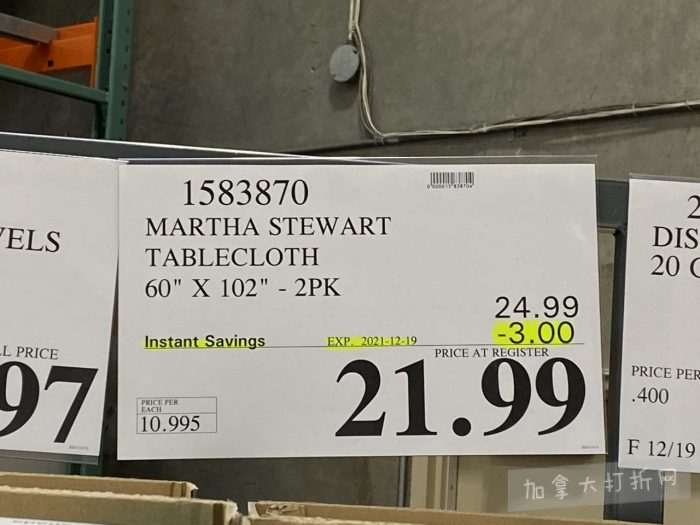 1583870
MARTHA STEWART
TABLECLOTH
60" X 102" - 2PK
24.99
Instant Savings EXP. 2021-12-19 -3.00
PRICE AT REGISTER
21.99
PRICE PER
EACH
10.995
VELS
L PRICE
97
2
DIS
20
PRICE PER
.400
F 12/19
加拿大打折网